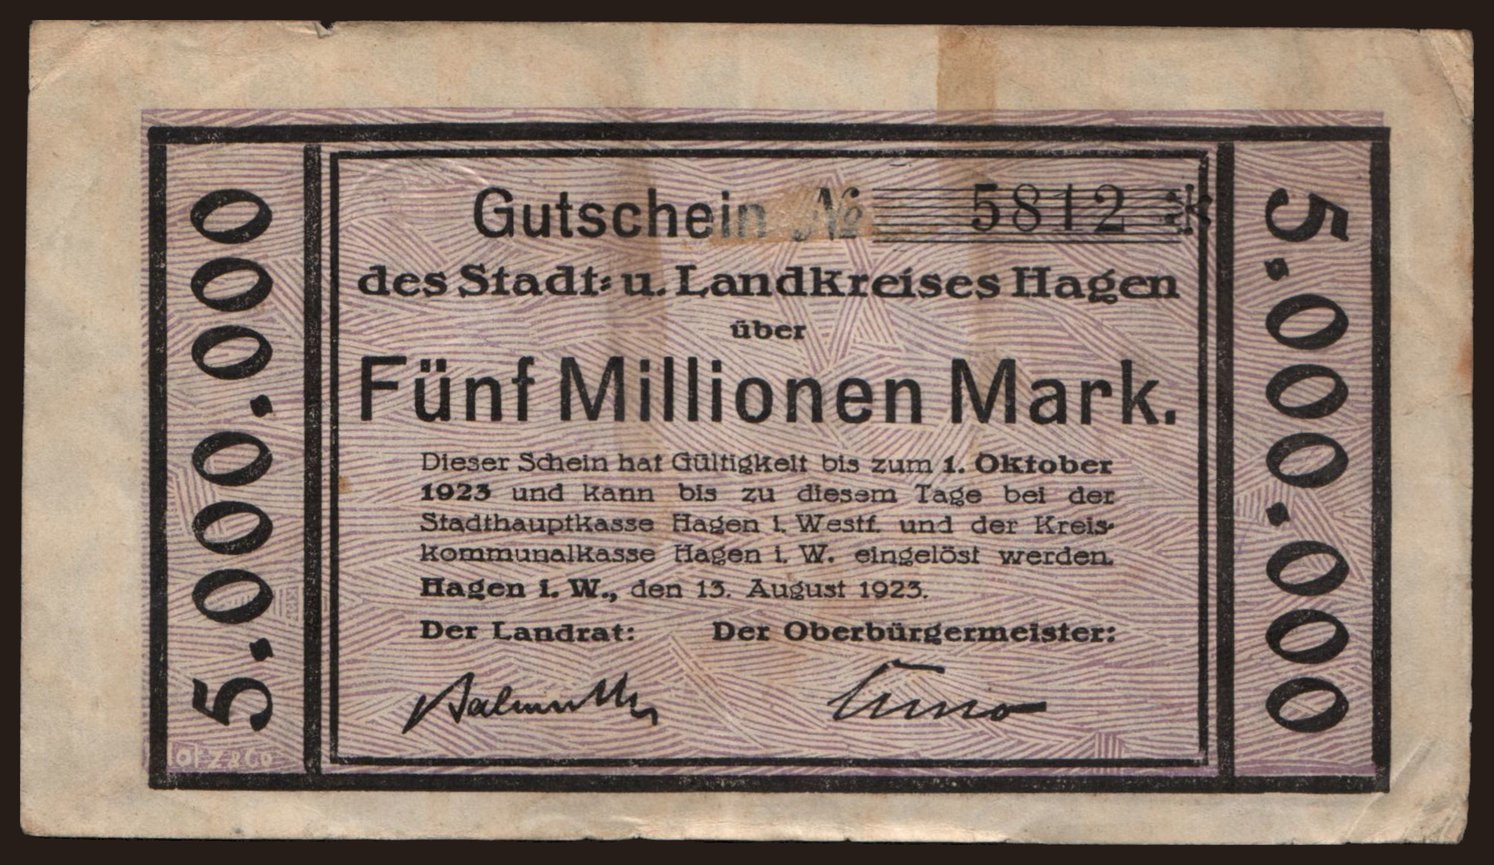 Gutschein № 5812 *
des Stadt= u. Landkreises Hagen
über
Fünf Millionen Mark.
Dieser Schein hat Gültigkeit bis zum 1. Oktober
1923 und kann bis zu diesem Tage bei der
Stadthauptkasse Hagen i. Westf. und der Kreis-
kommunalkasse Hagen i. W. eingelöst werden.
Hagen i. W., den 13. August 1923.
Der Landrat: Der Oberbürgermeister:
Cuno
5.000.000
5.000.000